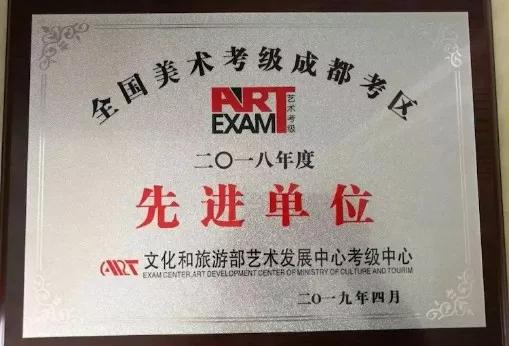 全国美术考级成都考区
ART
EXAM
艺术考级
二〇一八年度
先进单位
ART 文化和旅游部艺术发展中心考级中心
EXAM CENTER,ART DEVELOPMENT CENTER OF MINISTRY OF CULTURE AND TOURIM
二〇一九年四月